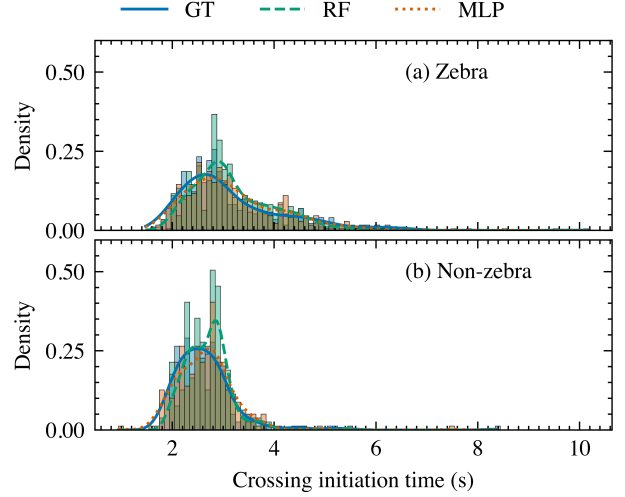 GT RF MLP
(a) Zebra
Density
0.50
0.25
0.00
(b) Non-zebra
Density
0.50
0.25
0.00
2 4 6 8 10
Crossing initiation time (s)